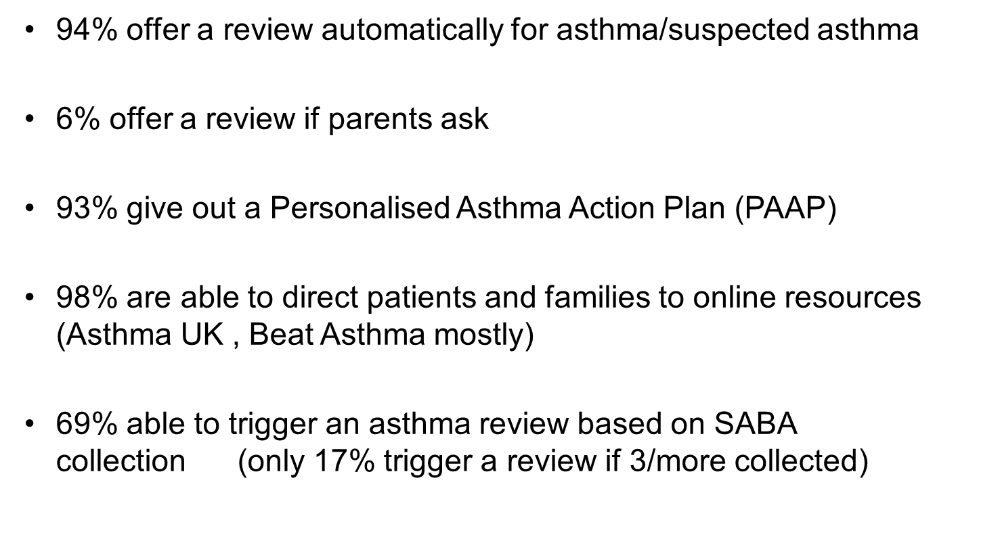 • 94% offer a review automatically for asthma/suspected asthma
• 6% offer a review if parents ask
• 93% give out a Personalised Asthma Action Plan (PAAP)
• 98% are able to direct patients and families to online resources
(Asthma UK , Beat Asthma mostly)
• 69% able to trigger an asthma review based on SABA
collection (only 17% trigger a review if 3/more collected)